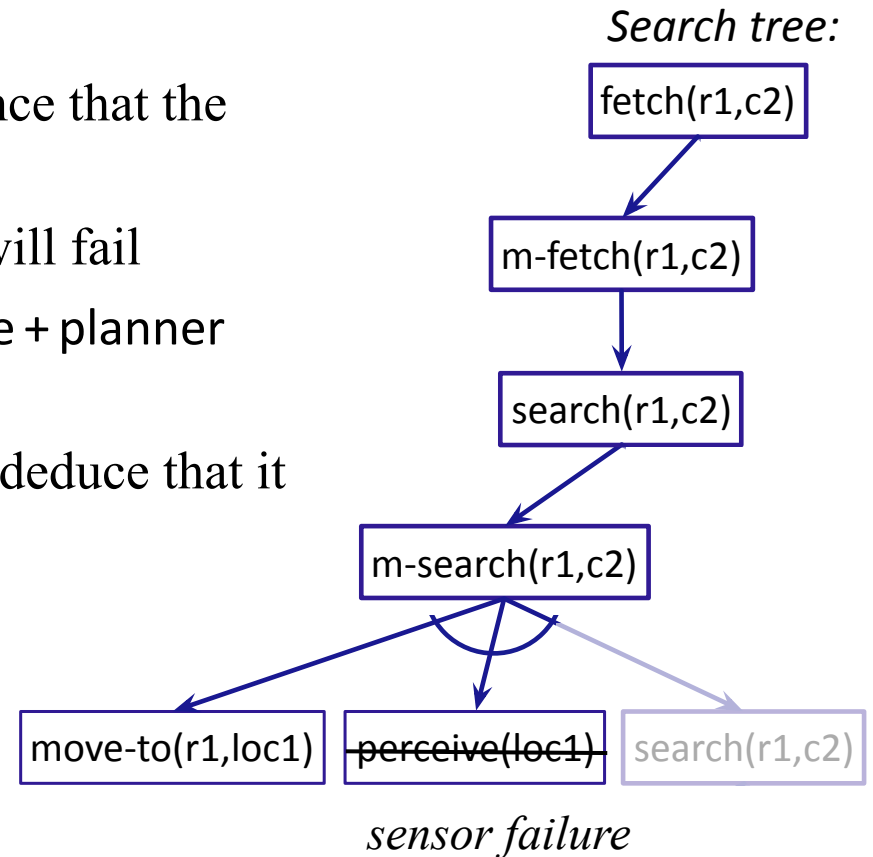 Search tree:
nce that the
fetch(r1,c2)
vill fail
m-fetch(r1,c2)
e + planner
search(r1,c2)
deduce that it
m-search(r1,c2)
move-to(r1,loc1) perceive(loc1) search(r1,c2)
sensor failure